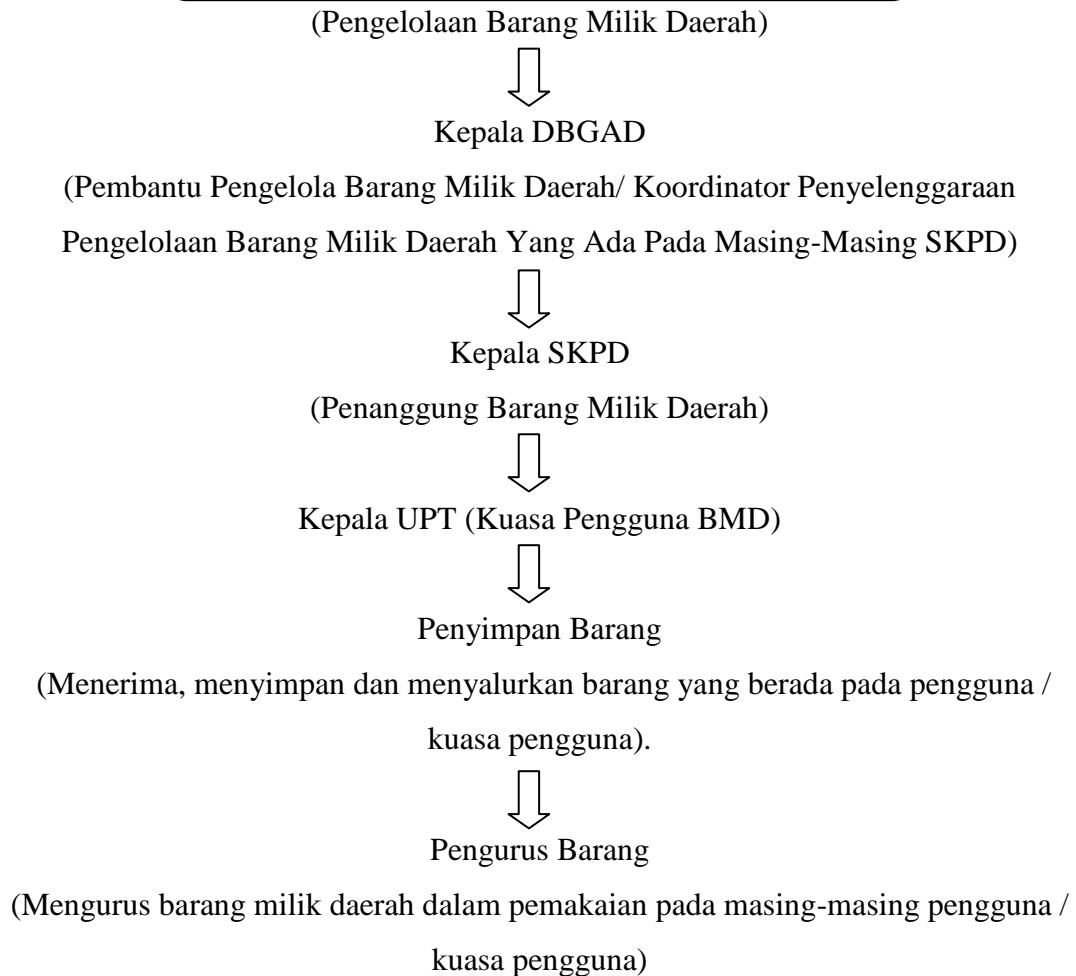 (Pengelolaan Barang Milik Daerah)
Kepala DBGAD
(Pembantu Pengelola Barang Milik Daerah/ Koordinator Penyelenggaraan
Pengelolaan Barang Milik Daerah Yang Ada Pada Masing-Masing SKPD)
Kepala SKPD
(Penanggung Barang Milik Daerah)
Kepala UPT (Kuasa Pengguna BMD)
Penyimpan Barang
(Menerima, menyimpan dan menyalurkan barang yang berada pada pengguna /
kuasa pengguna).
Pengurus Barang
(Mengurus barang milik daerah dalam pemakaian pada masing-masing pengguna /
kuasa pengguna)